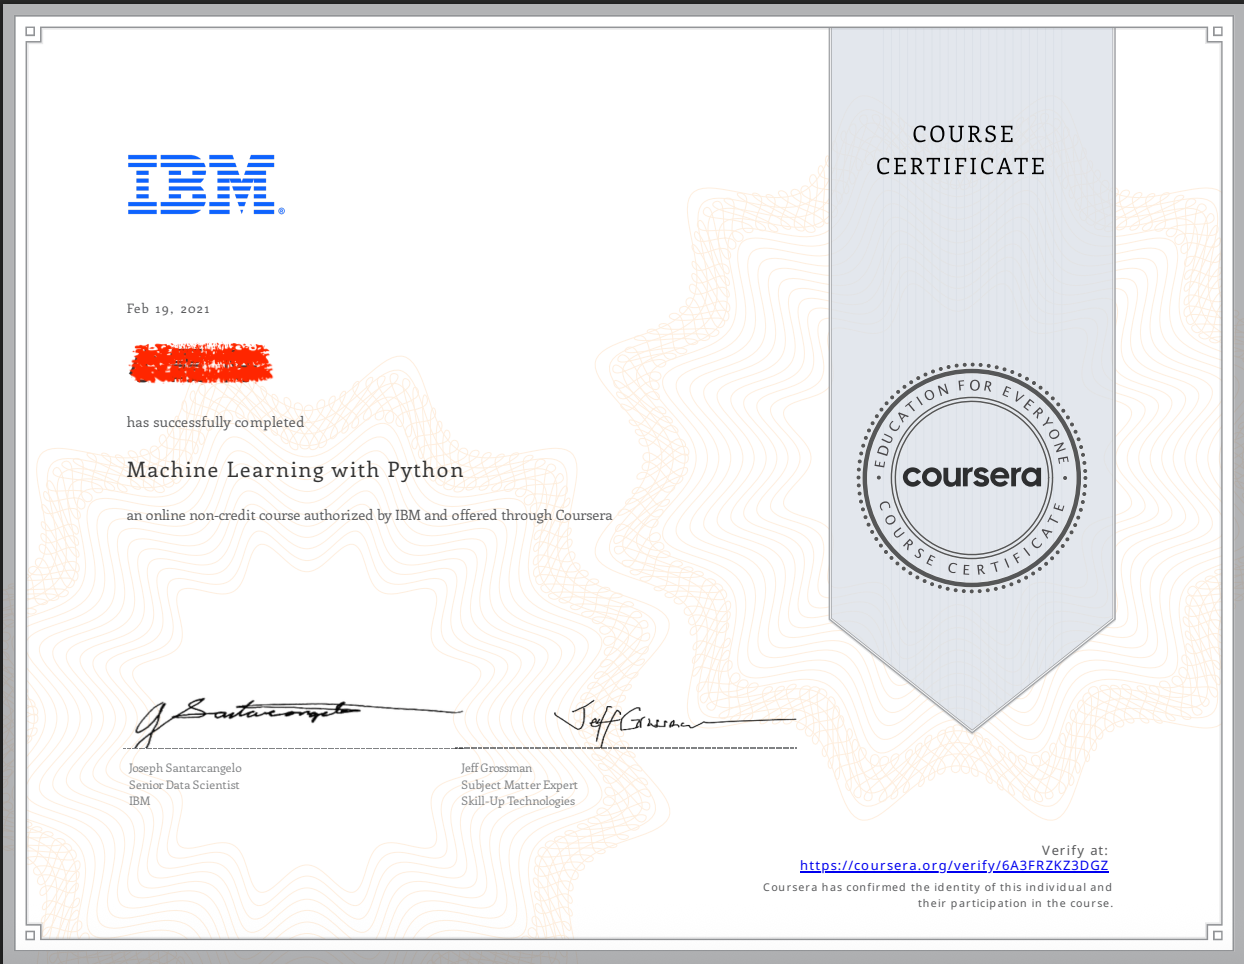 COURSE
CERTIFICATE
IBM®
Feb 19, 2021
has successfully completed
Machine Learning with Python
an online non-credit course authorized by IBM and offered through Coursera
EDUCATION FOR EVERYONE
coursera
COURSE CERTIFICATE
J Santarcangelo
Jeff Grossman
Joseph Santarcangelo
Senior Data Scientist
IBM
Jeff Grossman
Subject Matter Expert
Skill-Up Technologies
Verify at:
https://coursera.org/verify/6A3FRZKZ3DGZ
Coursera has confirmed the identity of this individual and
their participation in the course.